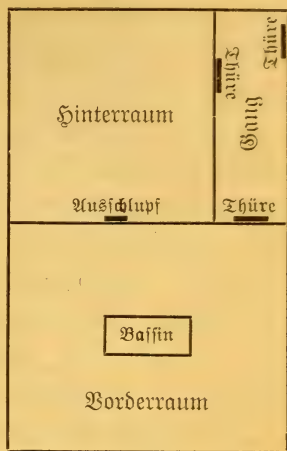 Thüre
Thüre
Gang
Hinterraum
Ausschlupf
Thüre
Bassin
Vorderraum